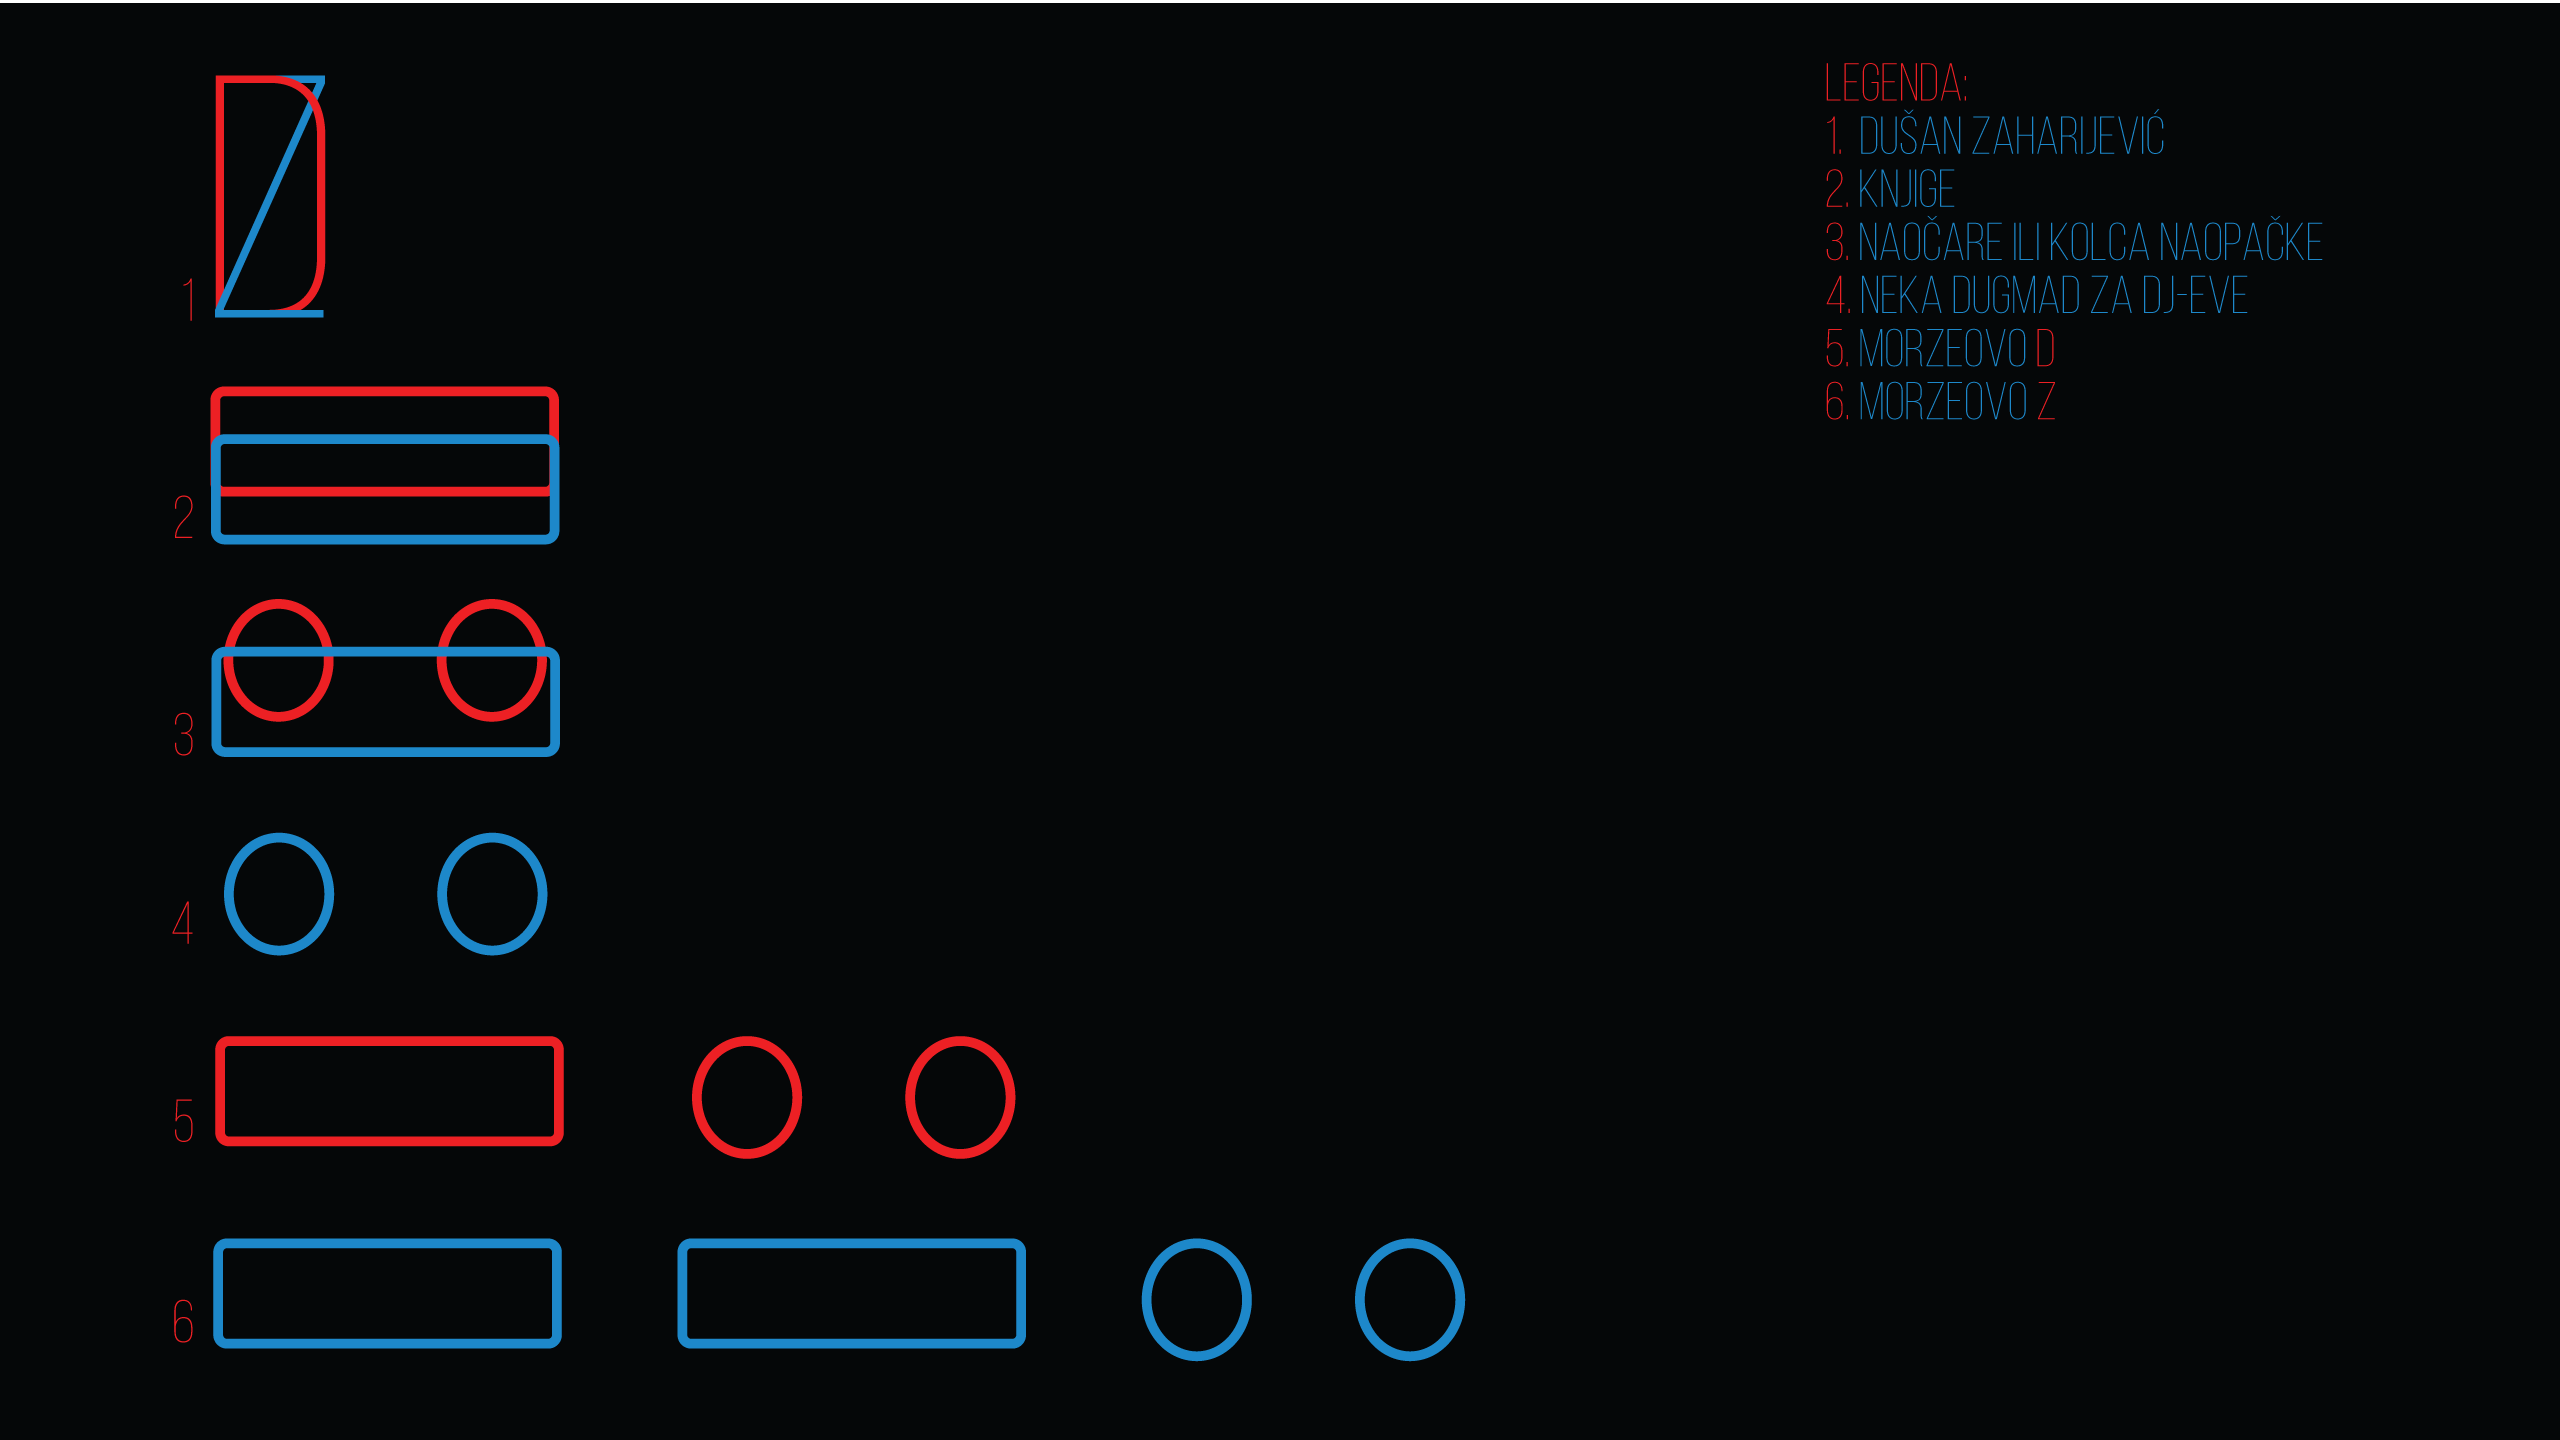 LEGENDA:
1. DUŠAN ZAHARIJEVIĆ
2. KNJIGE
3. NAOČARE ILI KOLCA NAOPAČKE
4. NEKA DUGMAD ZA DJ-EVE
5. MORZEOVO D
6. MORZEOVO Z
1
2
3
4
5
6